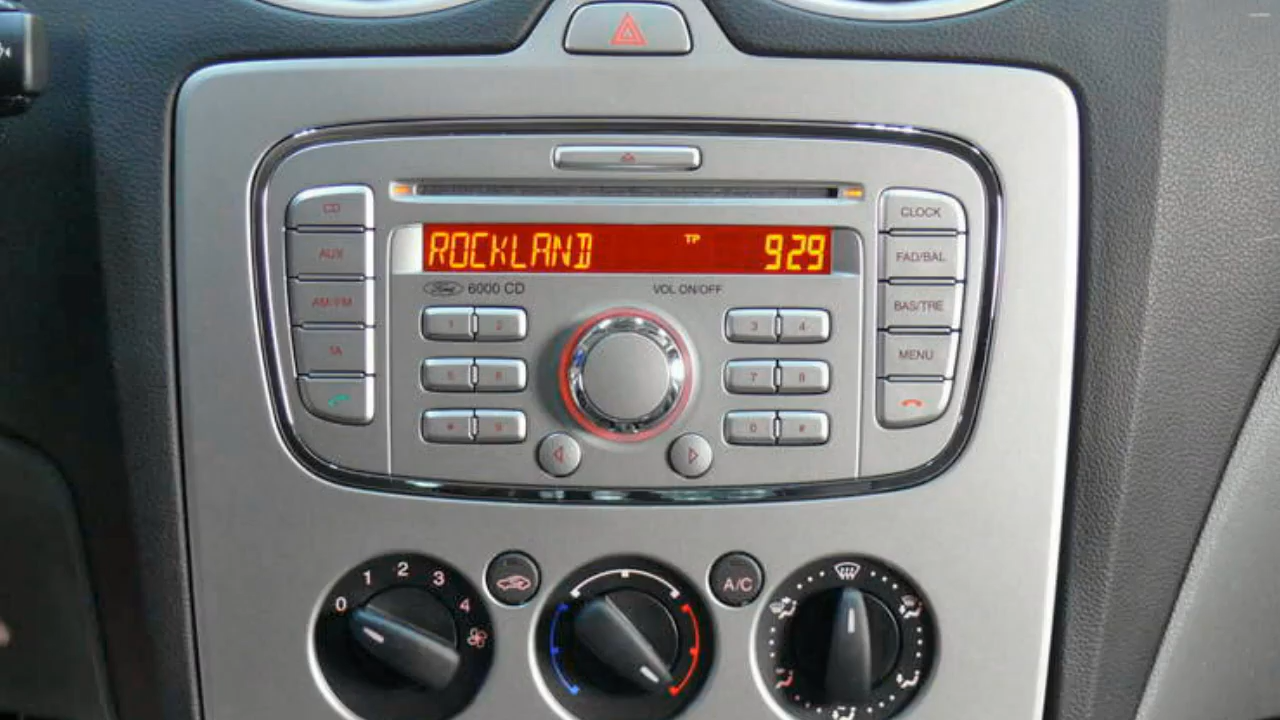 CD
AUX
AM/FM
TA
ROCKLAND TP 929
Ford 6000 CD
VOL ON/OFF
1 2
3 4
5 6
7 8
* 9
0 #
CLOCK
FAD/BAL
BAS/TRE
MENU
0 1 2 3 4
A/C